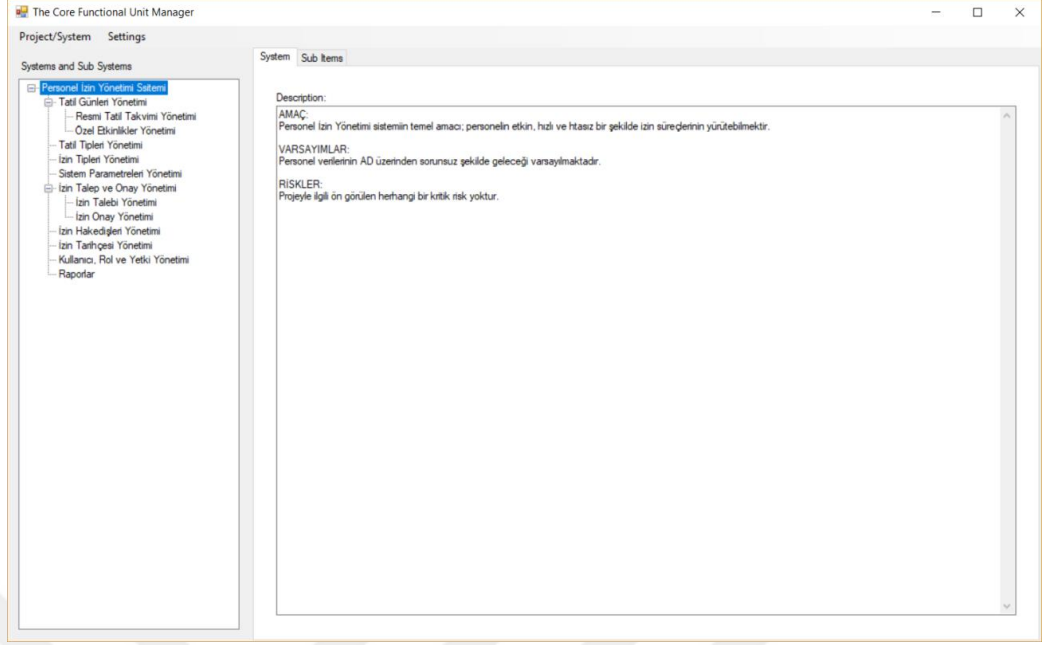 The Core Functional Unit Manager
Project/System Settings
Systems and Sub Systems
Personel İzin Yönetimi Ssitemi
Tatil Günleri Yönetimi
Resmi Tatil Takvimi Yönetimi
Özel Etkinlikler Yönetimi
Tatil Tipleri Yönetimi
İzin Tipleri Yönetimi
Sistem Parametreleri Yönetimi
İzin Talep ve Onay Yönetimi
İzin Talebi Yönetimi
İzin Onay Yönetimi
İzin Hakedişleri Yönetimi
İzin Tarihçesi Yönetimi
Kullanıcı, Rol ve Yetki Yönetimi
Raporlar
System Sub Items
Description:
AMAÇ:
Personel İzin Yönetimi sistemiin temel amacı; personelin etkin, hızlı ve htasız bir şekilde izin süreçlerinin yürütebilmektir.
VARSAYIMLAR:
Personel verilerinin AD üzerinden sorunsuz şekilde geleceği varsayılmaktadır.
RİSKLER:
Projeyle ilgili ön görülen herhangi bir kritik risk yoktur.